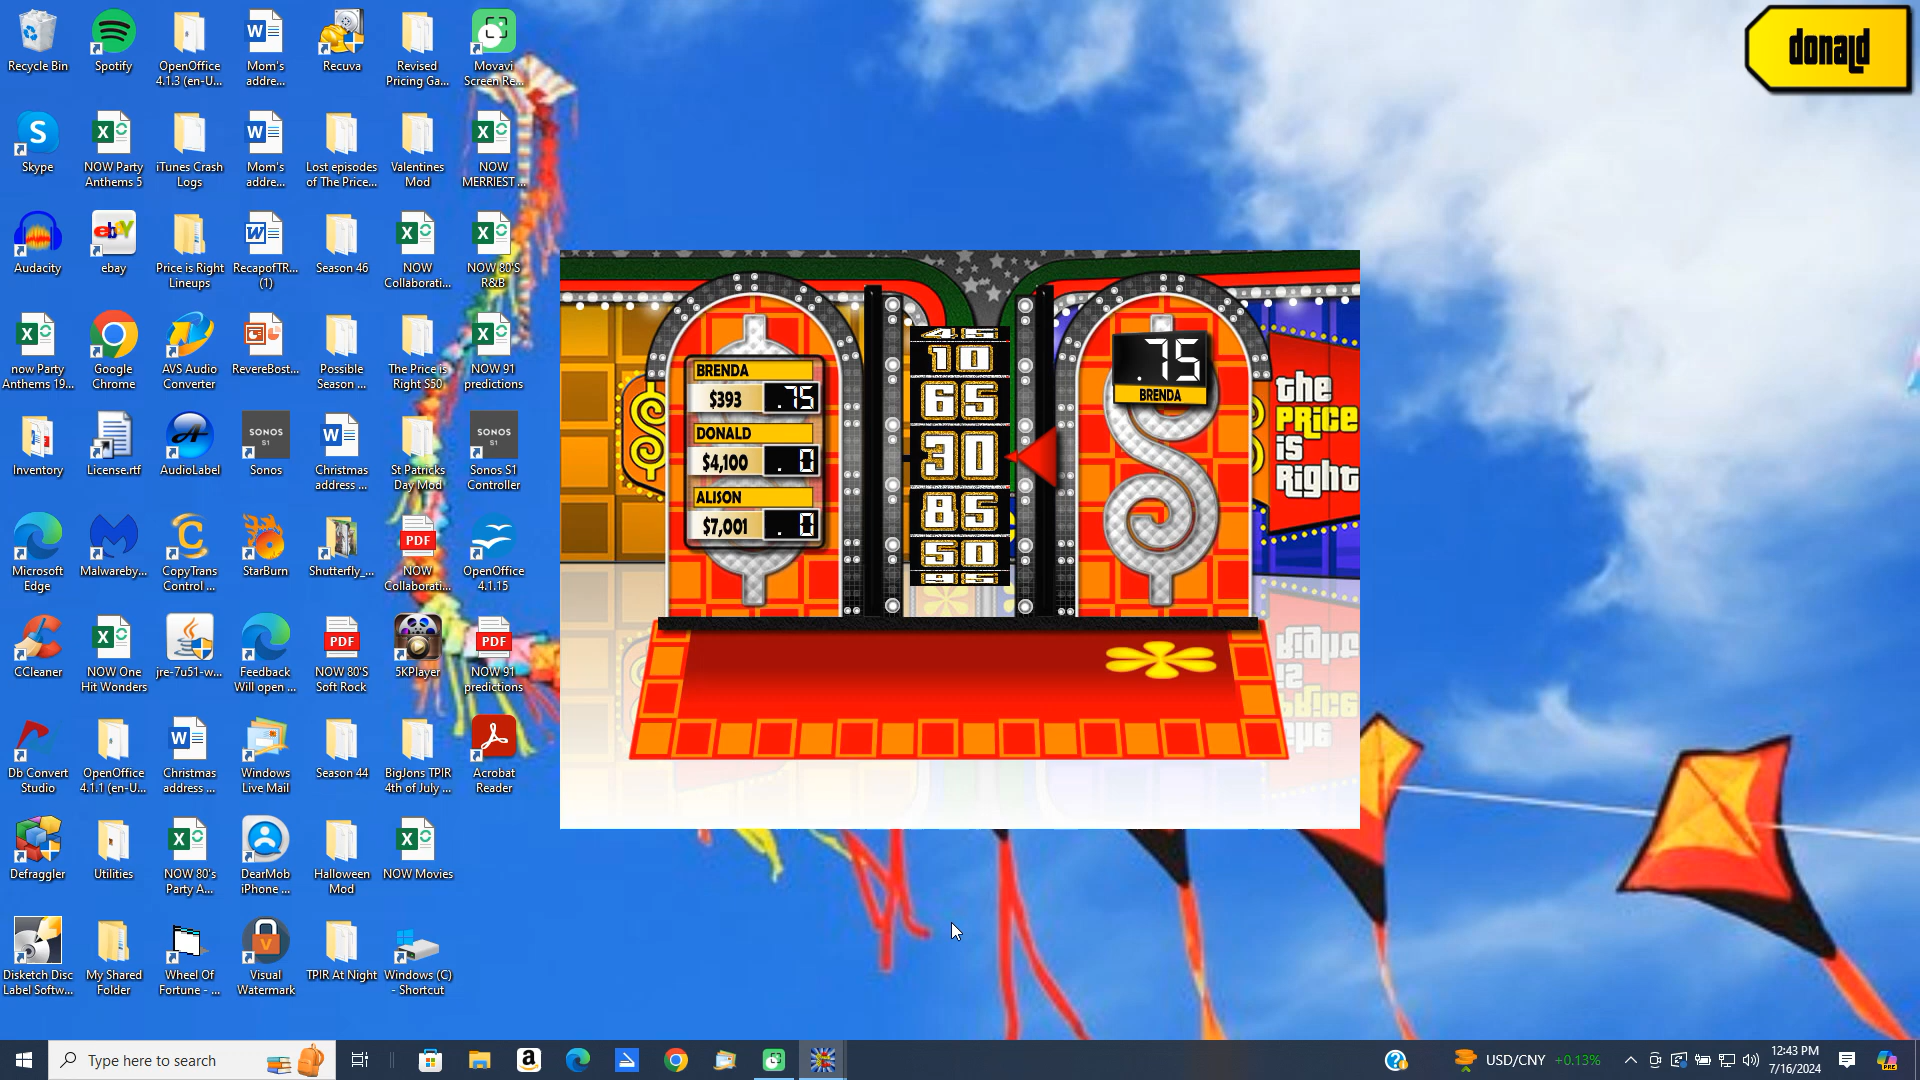 Recycle Bin
Spotify
OpenOffice
4.1.3 (en-U...
Mom's
addre...
Recuva
Revised
Pricing Ga...
Movavi
Screen Re...
Skype
NOW Party
Anthems 5
iTunes Crash
Logs
Mom's
addre...
Lost episodes
of The Price...
Valentines
Mod
NOW
MERRIEST ...
Audacity
ebay
Price is Right
Lineups
RecapofTR...
(1)
Season 46
NOW
Collaborati...
NOW 80'S
R&B
now Party
Anthems 19...
Google
Chrome
AVS Audio
Converter
RevereBost...
Possible
Season ...
The Price is
Right S50
NOW 91
predictions
Inventory
License.rtf
AudioLabel
SONOS
S1
Sonos
Christmas
address ...
St Patricks
Day Mod
SONOS
S1
Sonos S1
Controller
Microsoft
Edge
Malwareby...
CopyTrans
Control ...
StarBurn
Shutterfly_...
PDF
NOW
Collaborati...
OpenOffice
4.1.15
CCleaner
NOW One
Hit Wonders
jre-7u51-w...
Feedback
Will open ...
PDF
NOW 80'S
Soft Rock
5KPlayer
PDF
NOW 91
predictions
Db Convert
Studio
OpenOffice
4.1.1 (en-U...
Christmas
address ...
Windows
Live Mail
Season 44
BigJons TPIR
4th of July ...
Acrobat
Reader
Defraggler
Utilities
NOW 80's
Party A...
DearMob
iPhone ...
Halloween
Mod
NOW Movies
Disketch Disc
Label Softw...
My Shared
Folder
Wheel Of
Fortune - ...
Visual
Watermark
TPIR At Night
Windows (C)
- Shortcut
donald
BRENDA
$393 .75
DONALD
$4,100 . 0
ALISON
$7,001 . 0
45
10
65
30
85
50
.75
BRENDA
the
PRICE
is
Right
Type here to search
USD/CNY +0.13%
12:43 PM
7/16/2024